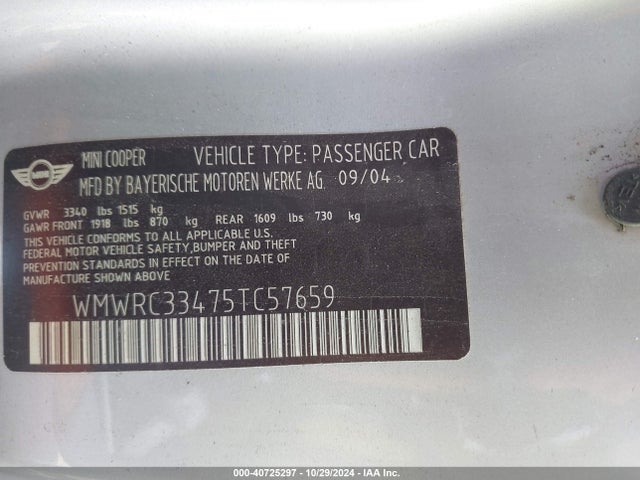 MINI COOPER VEHICLE TYPE: PASSENGER CAR
MFD BY BAYERISCHE MOTOREN WERKE AG. 09/04
GVWR 3340 lbs 1515 kg
GAWR FRONT 1918 lbs 870 kg REAR 1609 lbs 730 kg
THIS VEHICLE CONFORMS TO ALL APPLICABLE U.S.
FEDERAL MOTOR VEHICLE SAFETY,BUMPER AND THEFT
PREVENTION STANDARDS IN EFFECT ON THE DATE OF
MANUFACTURE SHOWN ABOVE
WMWRC33475TC57659
000-40725297 - 10/29/2024 - IAA Inc.